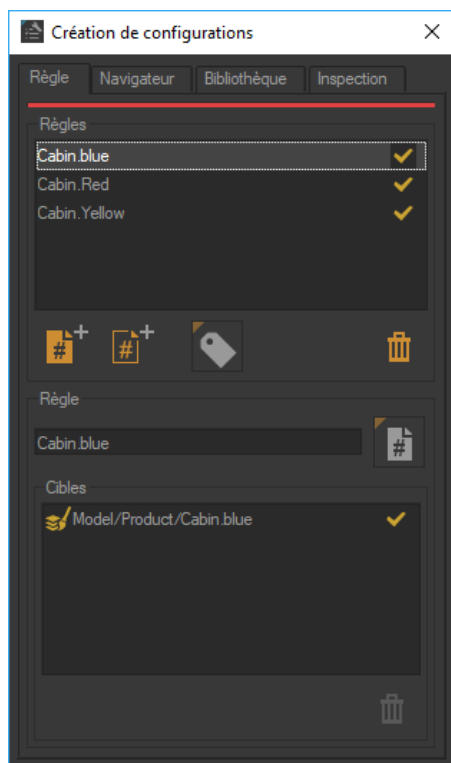 Création de configurations
Règle Navigateur Bibliothèque Inspection
Règles
Cabin.blue
Cabin.Red
Cabin.Yellow
# # #
Règle
Cabin.blue
Cibles
Model/Product/Cabin.blue